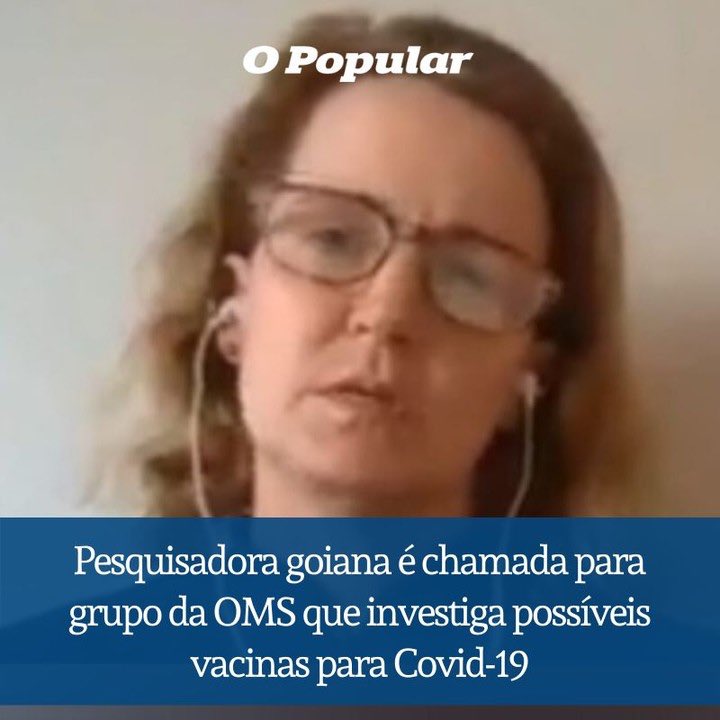 O Popular
Pesquisadora goiana é chamada para
grupo da OMS que investiga possíveis
vacinas para Covid-19